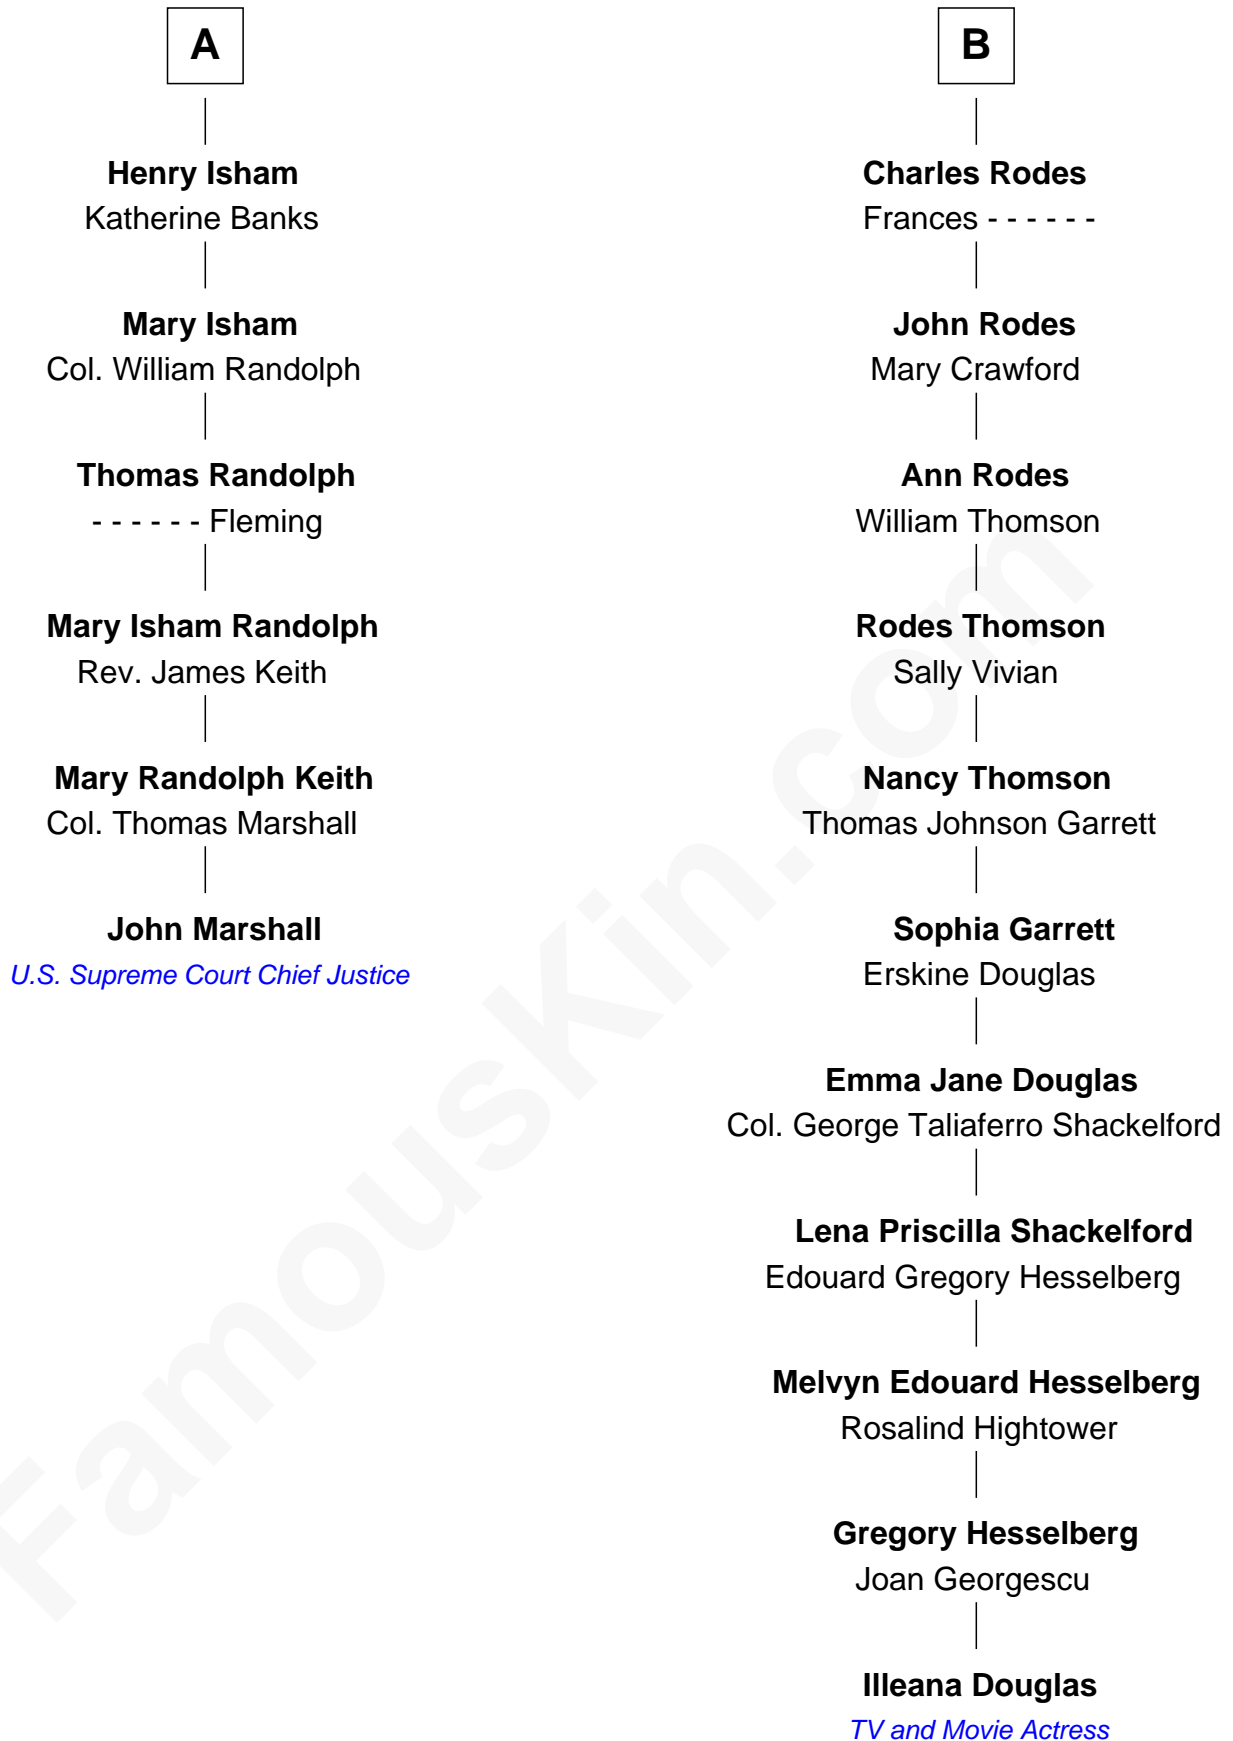 A
Henry Isham
Katherine Banks
Mary Isham
Col. William Randolph
Thomas Randolph
- - - - - - Fleming
Mary Isham Randolph
Rev. James Keith
Mary Randolph Keith
Col. Thomas Marshall
John Marshall
U.S. Supreme Court Chief Justice
B
Charles Rodes
Frances - - - - - -
John Rodes
Mary Crawford
Ann Rodes
William Thomson
Rodes Thomson
Sally Vivian
Nancy Thomson
Thomas Johnson Garrett
Sophia Garrett
Erskine Douglas
Emma Jane Douglas
Col. George Taliaferro Shackelford
Lena Priscilla Shackelford
Edouard Gregory Hesselberg
Melvyn Edouard Hesselberg
Rosalind Hightower
Gregory Hesselberg
Joan Georgescu
Illeana Douglas
TV and Movie Actress
FamousKin.com